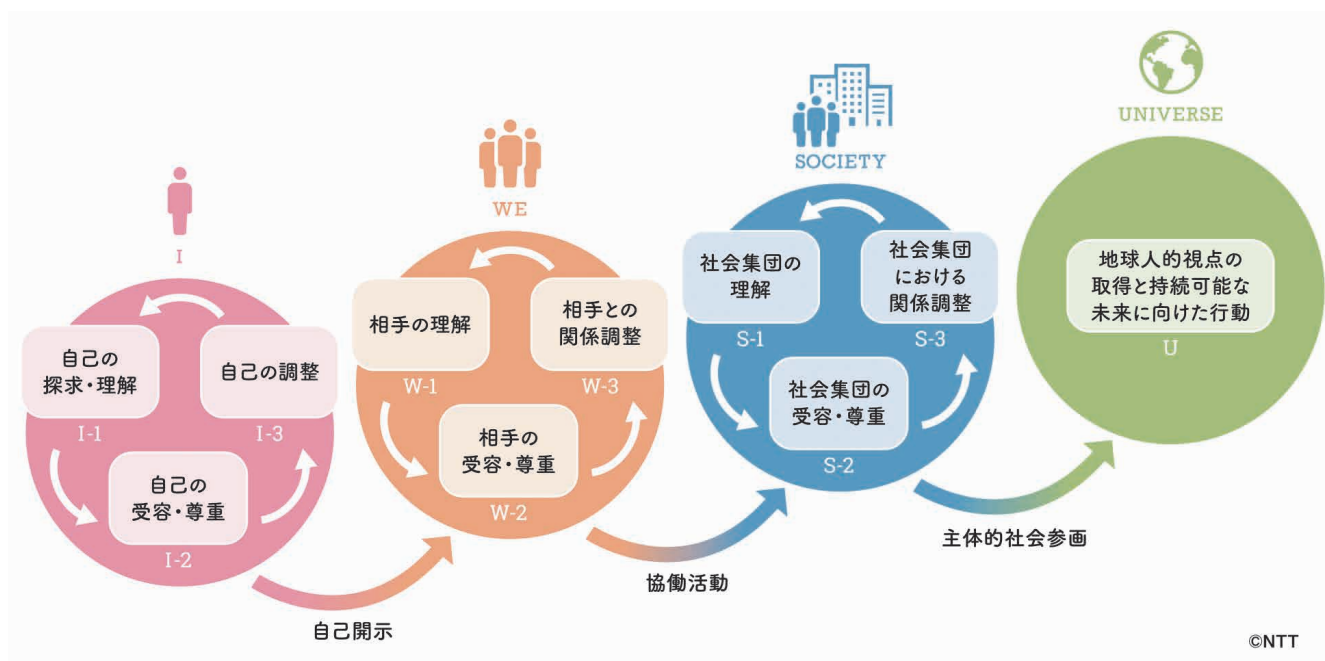 I
自己の
探求・理解
I-1
自己の
受容・尊重
I-2
自己の調整
I-3
自己開示
WE
相手の理解
W-1
相手の
受容・尊重
W-2
相手との
関係調整
W-3
協働活動
SOCIETY
社会集団の
理解
S-1
社会集団の
受容・尊重
S-2
社会集団
における
関係調整
S-3
主体的社会参画
UNIVERSE
地球人的視点の
取得と持続可能な
未来に向けた行動
U
©NTT